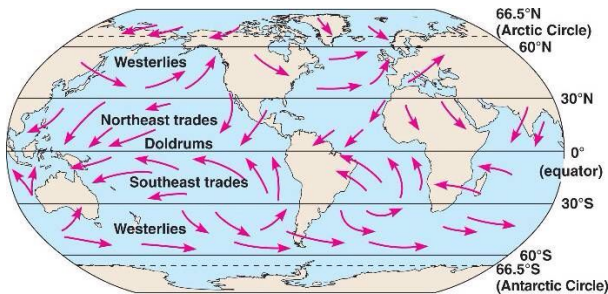 66.5°N
(Arctic Circle)
60°N
Westerlies
30°N
Northeast trades
Doldrums
0°
(equator)
Southeast trades
30°S
Westerlies
60°S
66.5°S
(Antarctic Circle)